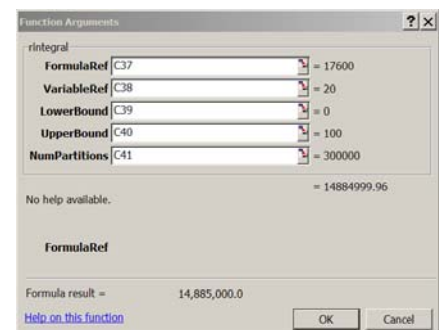 Function Arguments
rIntegral
FormulaRef C37 = 17600
VariableRef C38 = 20
LowerBound C39 = 0
UpperBound C40 = 100
NumPartitions C41 = 300000
= 14884999.96
No help available.
FormulaRef
Formula result = 14,885,000.0
Help on this function OK Cancel